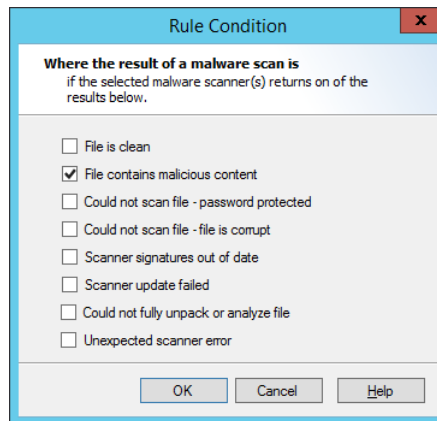 Rule Condition
x
Where the result of a malware scan is
if the selected malware scanner(s) returns on of the
results below.
File is clean
File contains malicious content
Could not scan file - password protected
Could not scan file - file is corrupt
Scanner signatures out of date
Scanner update failed
Could not fully unpack or analyze file
Unexpected scanner error
OK Cancel Help